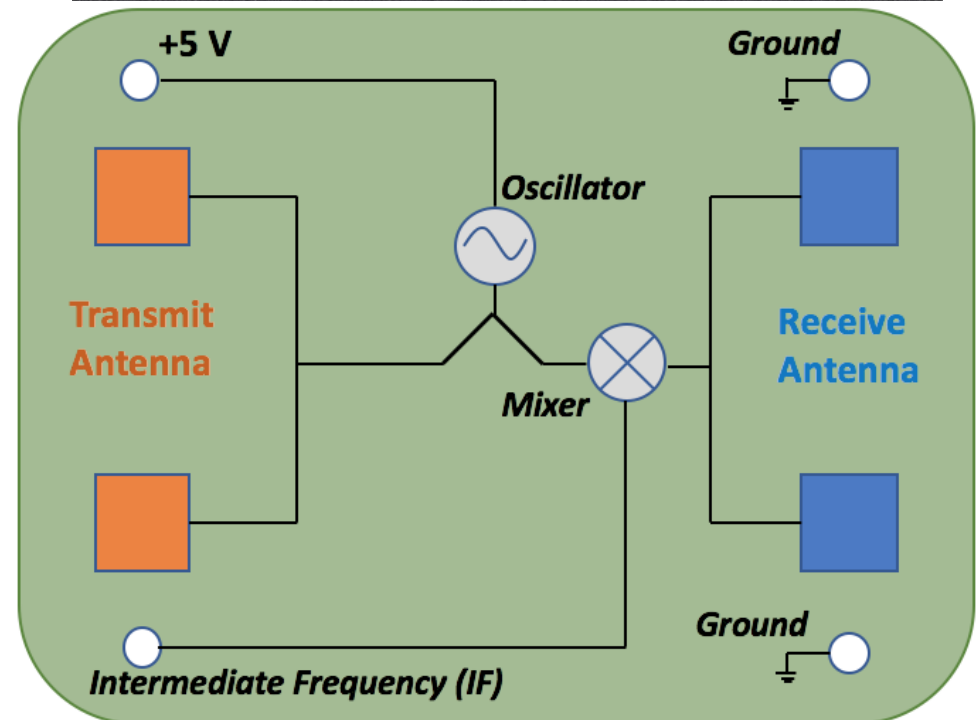 +5 V
Ground
Oscillator
Transmit
Antenna
Receive
Antenna
Mixer
Ground
Intermediate Frequency (IF)